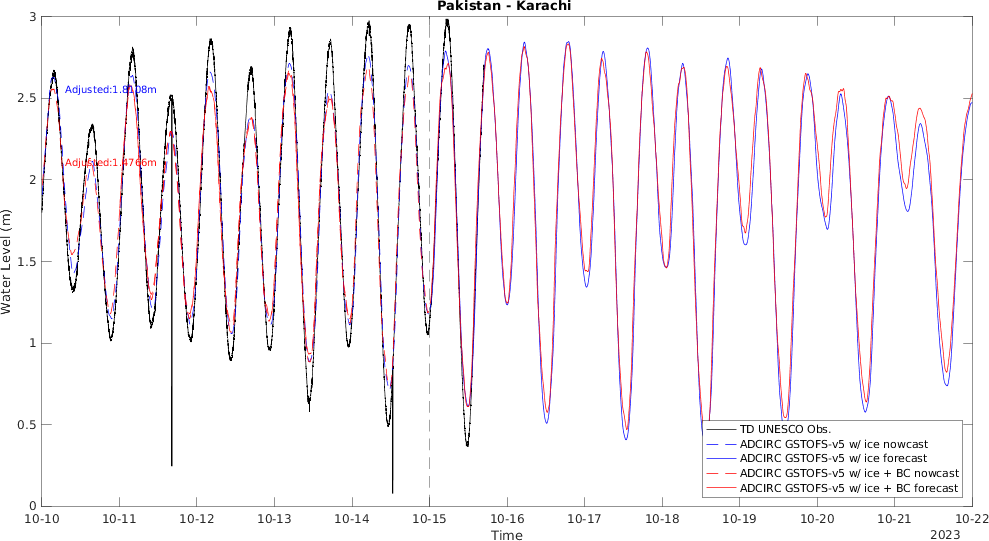 Pakistan - Karachi
3
2.5
2
1.5
1
0.5
0
Water Level (m)
Adjusted:1.8108m
Adjusted:1.4766m
TD UNESCO Obs.
ADCIRC GSTOFS-v5 w/ ice nowcast
ADCIRC GSTOFS-v5 w/ ice forecast
ADCIRC GSTOFS-v5 w/ ice + BC nowcast
ADCIRC GSTOFS-v5 w/ ice + BC forecast
10-10 10-11 10-12 10-13 10-14 10-15 10-16 10-17 10-18 10-19 10-20 10-21 10-22
Time 2023